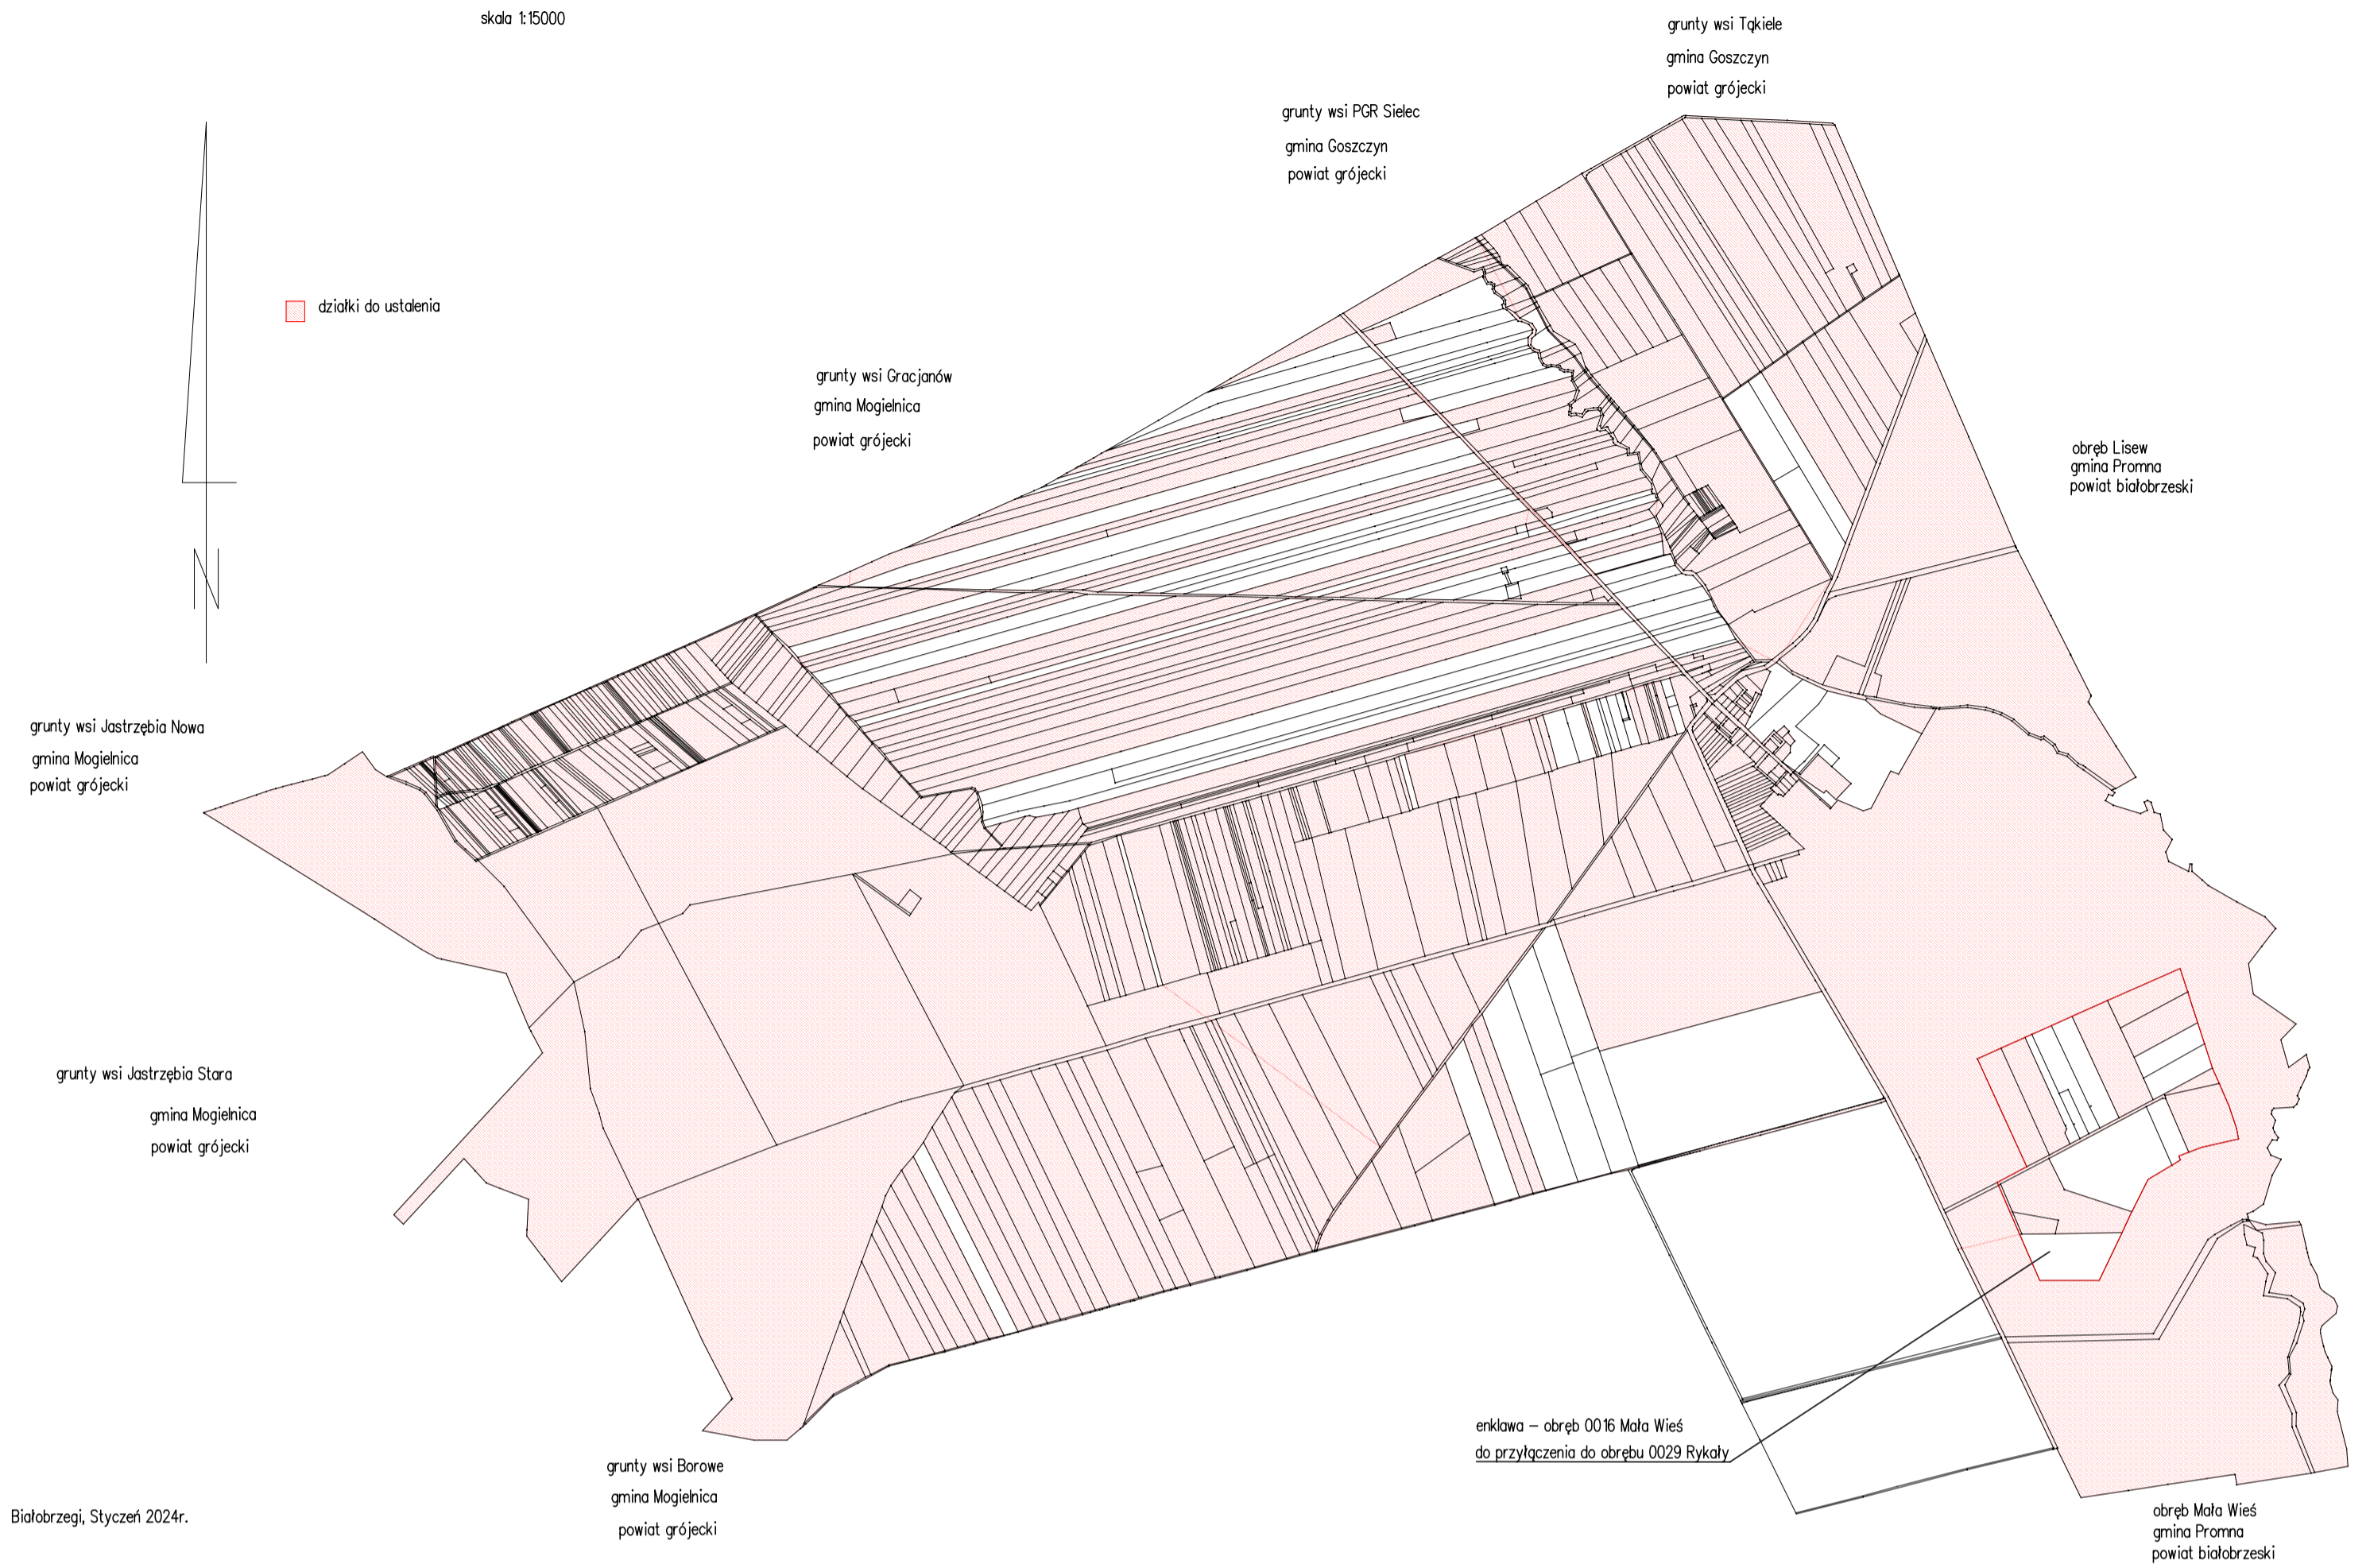 skala 1:15000
grunty wsi Tąkiele
gmina Goszczyn
powiat grójecki
grunty wsi PGR Sielec
gmina Goszczyn
powiat grójecki
działki do ustalenia
grunty wsi Gracjanów
gmina Mogielnica
powiat grójecki
obręb Lisew
gmina Promna
powiat białobrzeski
N
grunty wsi Jastrzębia Nowa
gmina Mogielnica
powiat grójecki
grunty wsi Jastrzębia Stara
gmina Mogielnica
powiat grójecki
enklawa – obręb 0016 Mała Wieś
do przyłączenia do obrębu 0029 Rykały
grunty wsi Borowe
gmina Mogielnica
powiat grójecki
Białobrzegi, Styczeń 2024r.
obręb Mała Wieś
gmina Promna
powiat białobrzeski